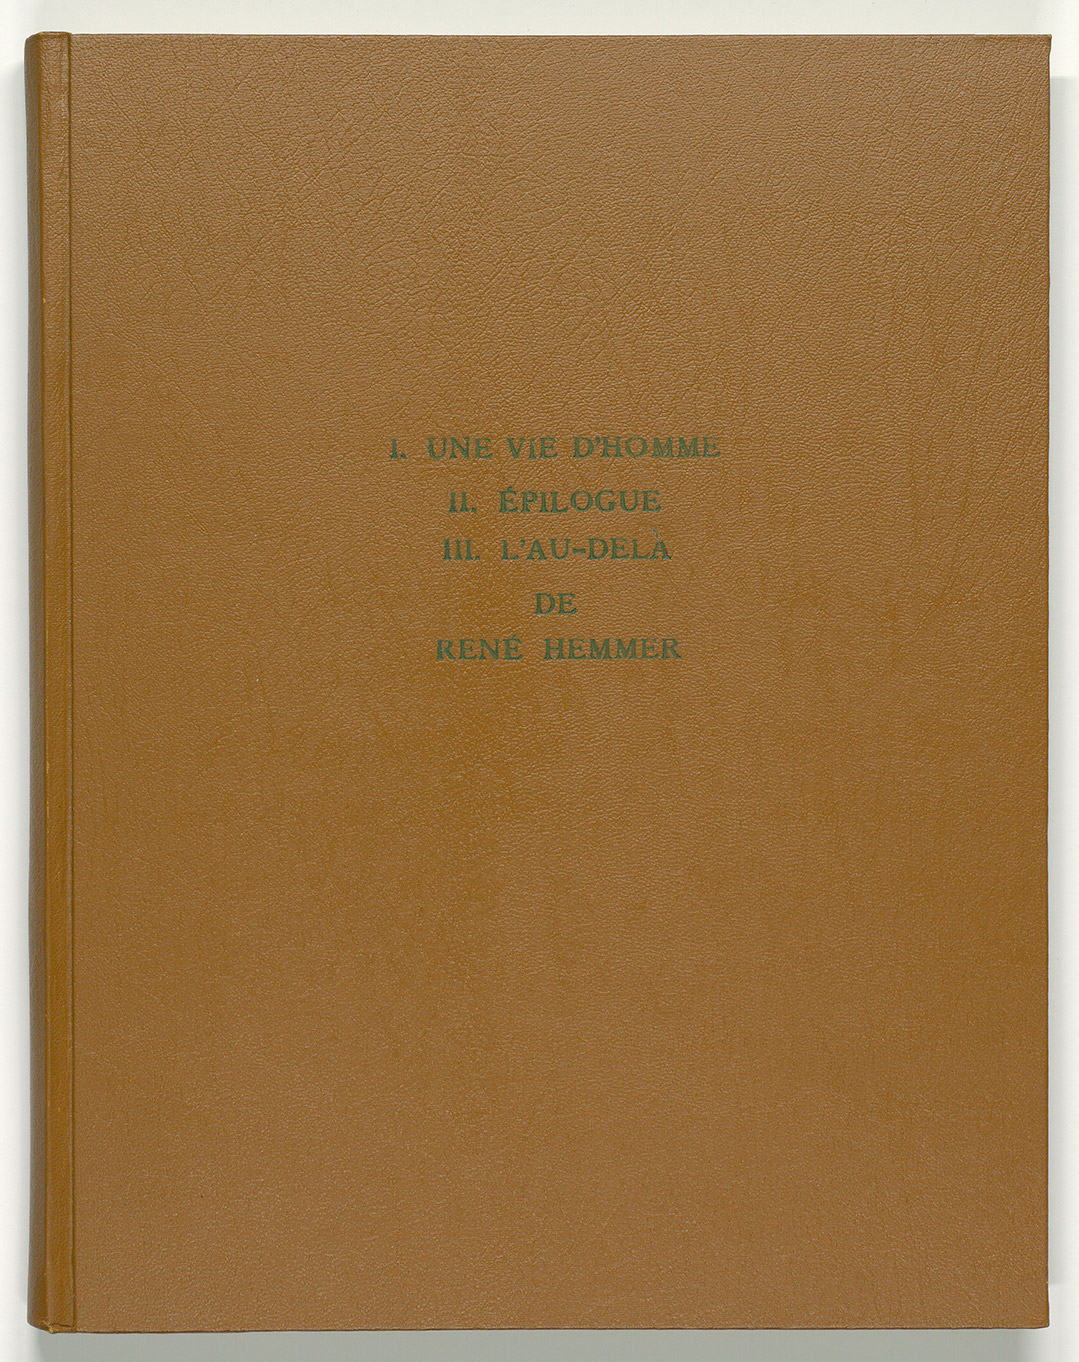 I. UNE VIE D'HOMME
II. ÉPILOGUE
III. L'AU-DELÀ
DE
RENÉ HEMMER